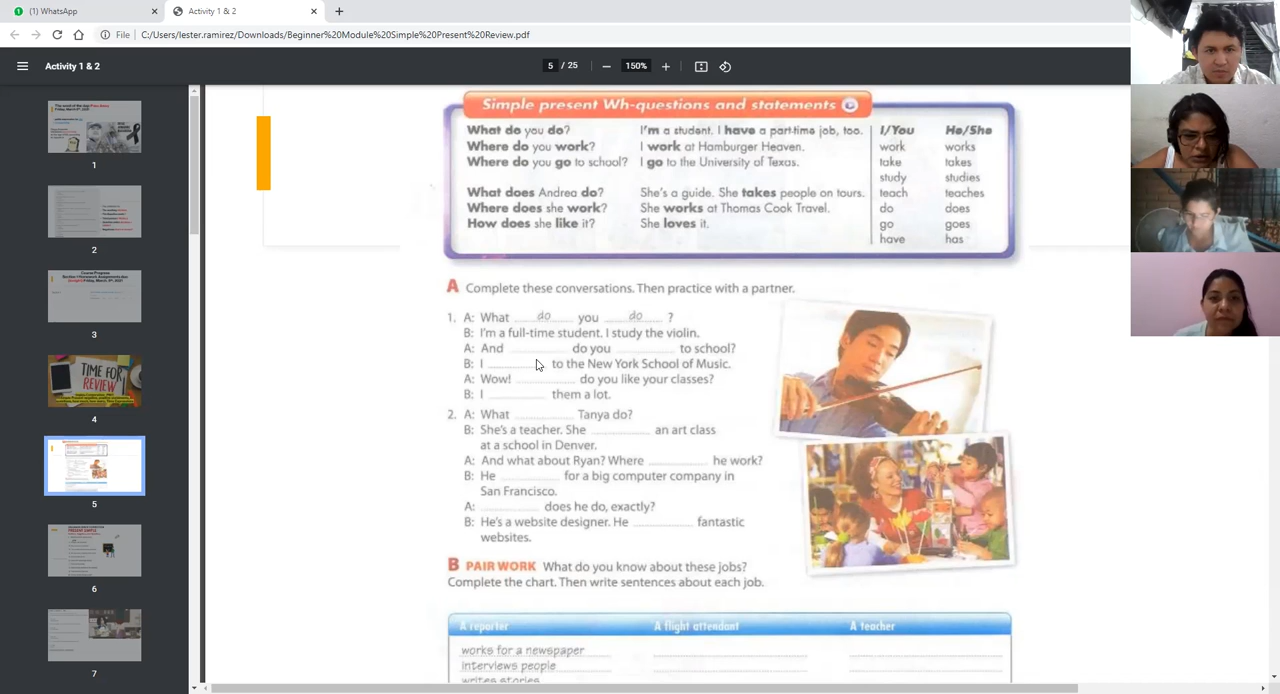 (1) WhatsApp
Activity 1 & 2
File
C:/Users/lester.ramirez/Downloads/Beginner%20Module%20Simple%20Present%20Review.pdf
Activity 1 & 2
5 / 25
150%
1
2
3
TIME FOR
REVIEW
4
5
6
7
Simple present Wh-questions and statements
What do you do? I'm a student. I have a part-time job, too. I/You He/She
Where do you work? I work at Hamburger Heaven. work works
Where do you go to school? I go to the University of Texas. take takes
study studies
What does Andrea do? She's a guide. She takes people on tours. teach teaches
Where does she work? She works at Thomas Cook Travel. do does
How does she like it? She loves it. go goes
have has
A Complete these conversations. Then practice with a partner.
1. A: What do you do ?
B: I'm a full-time student. I study the violin.
A: And do you to school?
B: I to the New York School of Music.
A: Wow! do you like your classes?
B: I them a lot.
2. A: What Tanya do?
B: She's a teacher. She an art class
at a school in Denver.
A: And what about Ryan? Where he work?
B: He for a big computer company in
San Francisco.
A: does he do, exactly?
B: He's a website designer. He fantastic
websites.
B PAIR WORK What do you know about these jobs?
Complete the chart. Then write sentences about each job.
A reporter A flight attendant A teacher
works for a newspaper
interviews people
writes stories